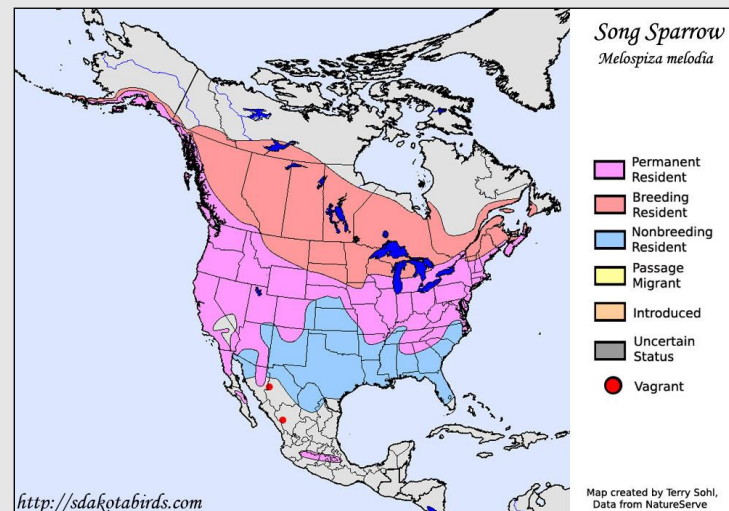 Song Sparrow
Melospiza melodia
Permanent
Resident
Breeding
Resident
Nonbreeding
Resident
Passage
Migrant
Introduced
Uncertain
Status
Vagrant
http://sdakotabirds.com
Map created by Terry Sohl,
Data from NatureServe